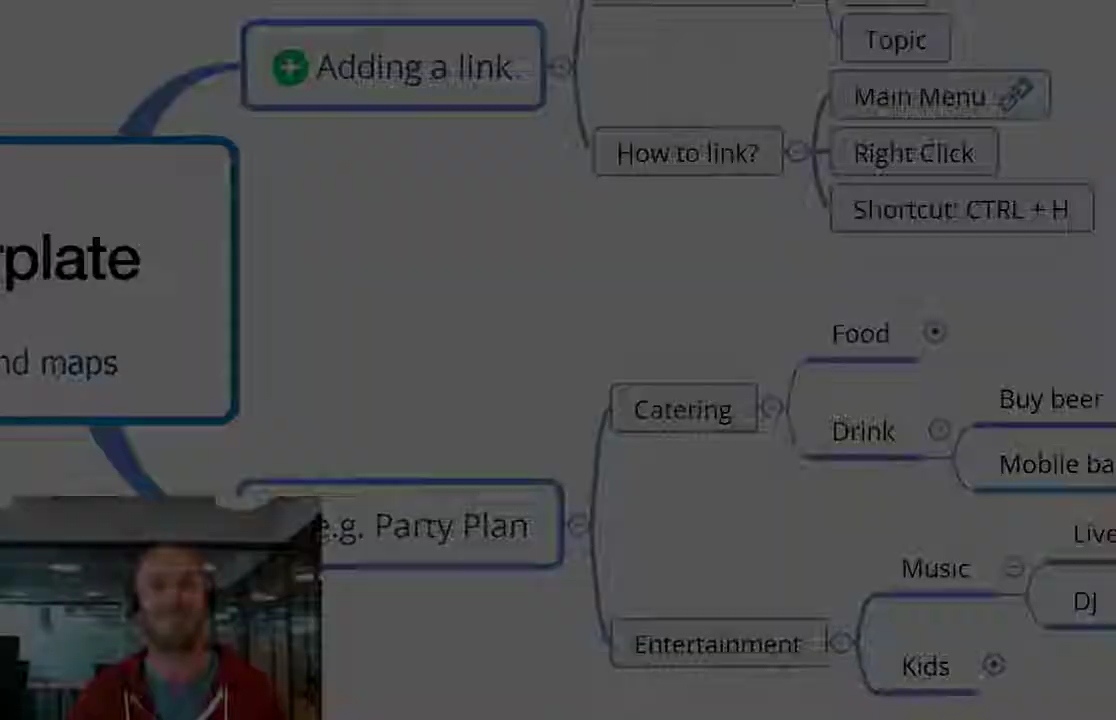 Topic
Adding a link.
Main Menu
How to link?
Right Click
Shortcut: CTRL + H
rplate
nd maps
Food
Catering
Drink
Buy beer
Mobile ba
e.g. Party Plan
Live
Music
DJ
Entertainment
Kids